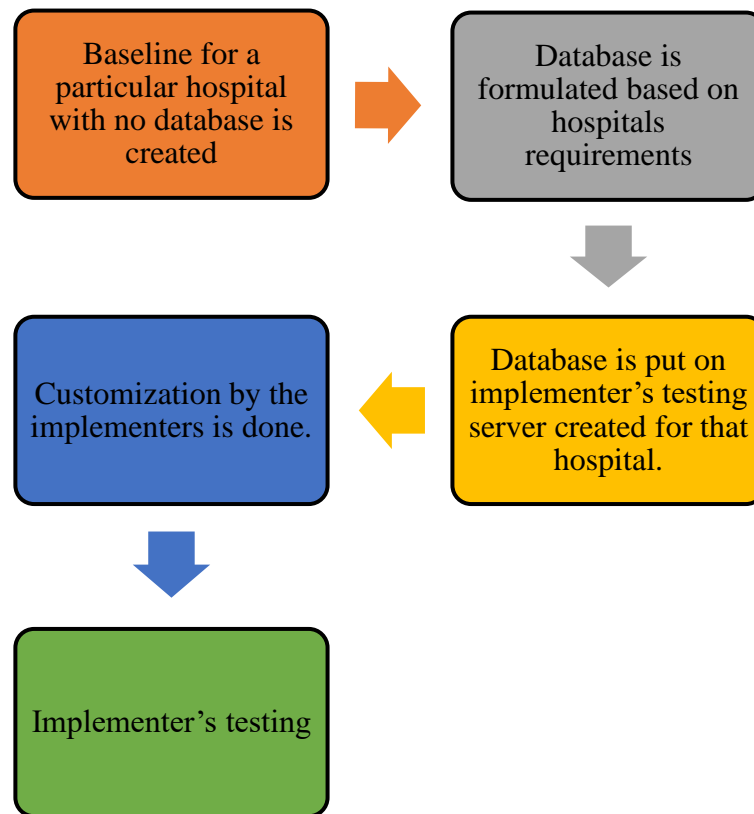 Baseline for a
particular hospital
with no database is
created
Database is
formulated based on
hospitals
requirements
Database is put on
implementer’s testing
server created for that
hospital.
Customization by the
implementers is done.
Implementer’s testing